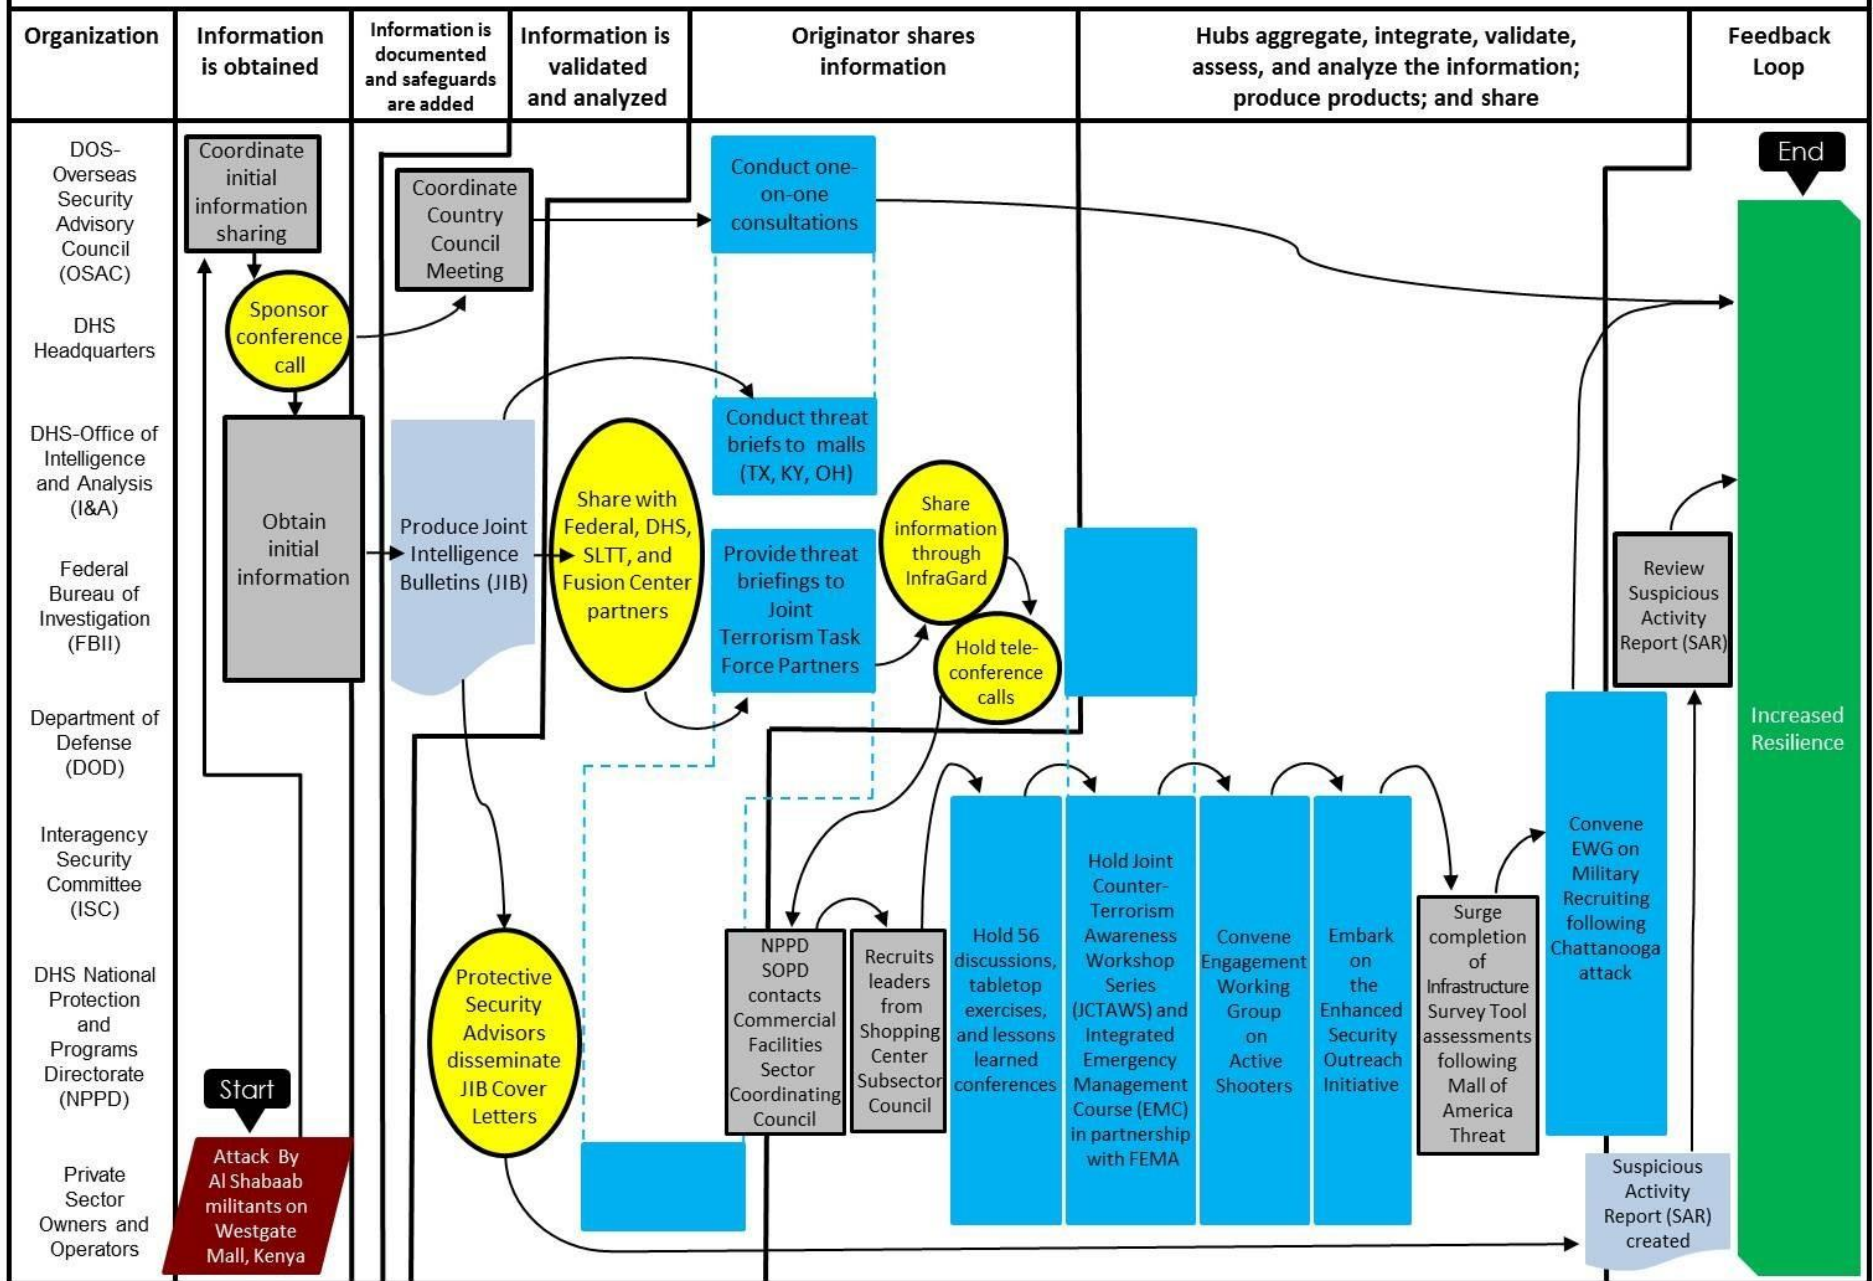 Organization
Information
is obtained
Information is
documented
and safeguards
are added
Information is
validated
and analyzed
Originator shares
information
Hubs aggregate, integrate, validate,
assess, and analyze the information;
produce products; and share
Feedback
Loop
DOS-
Overseas
Security
Advisory
Council
(OSAC)
DHS
Headquarters
DHS-Office of
Intelligence
and Analysis
(I&A)
Federal
Bureau of
Investigation
(FBII)
Department of
Defense
(DOD)
Interagency
Security
Committee
(ISC)
DHS National
Protection
and
Programs
Directorate
(NPPD)
Private
Sector
Owners and
Operators
Start
Attack By
Al Shabaab
militants on
Westgate
Mall, Kenya
Coordinate
initial
information
sharing
Sponsor
conference
call
Obtain
initial
information
Coordinate
Country
Council
Meeting
Produce Joint
Intelligence
Bulletins (JIB)
Share with
Federal, DHS,
SLTT, and
Fusion Center
partners
Protective
Security
Advisors
disseminate
JIB Cover
Letters
Conduct one-
on-one
consultations
Conduct threat
briefs to malls
(TX, KY, OH)
Provide threat
briefings to
Joint
Terrorism Task
Force Partners
Share
information
through
InfraGard
Hold tele-
conference
calls
NPPD
SOPD
contacts
Commercial
Facilities
Sector
Coordinating
Council
Recruits
leaders
from
Shopping
Center
Subsector
Council
Hold 56
discussions,
tabletop
exercises,
and lessons
learned
conferences
Hold Joint
Counter-
Terrorism
Awareness
Workshop
Series
(JCTAWS) and
Integrated
Emergency
Management
Course (EMC)
in partnership
with FEMA
Convene
Engagement
Working
Group
on
Active
Shooters
Embark
on
the
Enhanced
Security
Outreach
Initiative
Surge
completion
of
Infrastructure
Survey Tool
assessments
following
Mall of
America
Threat
Convene
EWG on
Military
Recruiting
following
Chattanooga
attack
Suspicious
Activity
Report (SAR)
created
Review
Suspicious
Activity
Report (SAR)
End
Increased
Resilience